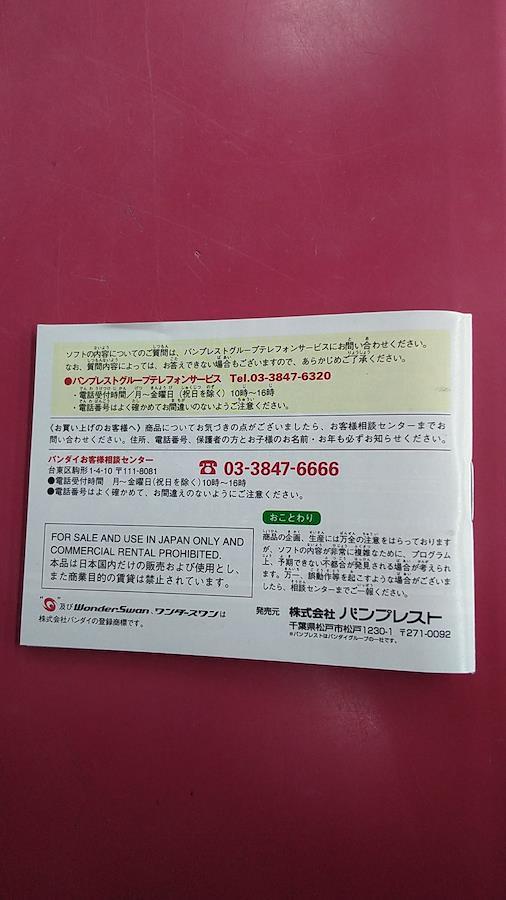 ソフトの内容についてのご質問は、バンプレストグループテレフォンサービスにお問い合わせください。
なお、質問内容によっては、お答えできない場合もございますので、あらかじめご了承ください。
●バンプレストグループテレフォンサービス Tel.03-3847-6320
・電話受付時間／月〜金曜日（祝日を除く）10時〜16時
・電話番号はよく確かめてお間違いのないようご注意ください。
〈お買い上げのお客様へ〉商品についてお気づきの点がございましたら、お客様相談センターまでお
問い合わせください。住所、電話番号、保護者の方とお子様のお名前・お年も必ずお知らせください。
バンダイお客様相談センター
台東区駒形1-4-10 〒111-8081
☎ 03-3847-6666
●電話受付時間 月〜金曜日(祝日を除く)10時〜16時
●電話番号はよく確かめて、お間違えのないようにご注意ください。
FOR SALE AND USE IN JAPAN ONLY AND
COMMERCIAL RENTAL PROHIBITED.
本品は日本国内だけの販売および使用とし、
また商業目的の賃貸は禁止されています。
おことわり
商品の企画、生産には万全の注意をはらっております
が、ソフトの内容が非常に複雑なために、プログラム
上、予期できない不都合が発見される場合が考えられ
ます。万一、誤動作等を起こすような場合がございま
したら、相談センターまでご一報ください。
" "及びWonderSwan、ワンダースワンは
株式会社バンダイの登録商標です。
発売元 株式会社 バンプレスト
千葉県松戸市松戸1230-1 〒271-0092
※バンプレストはバンダイグループの一社です。